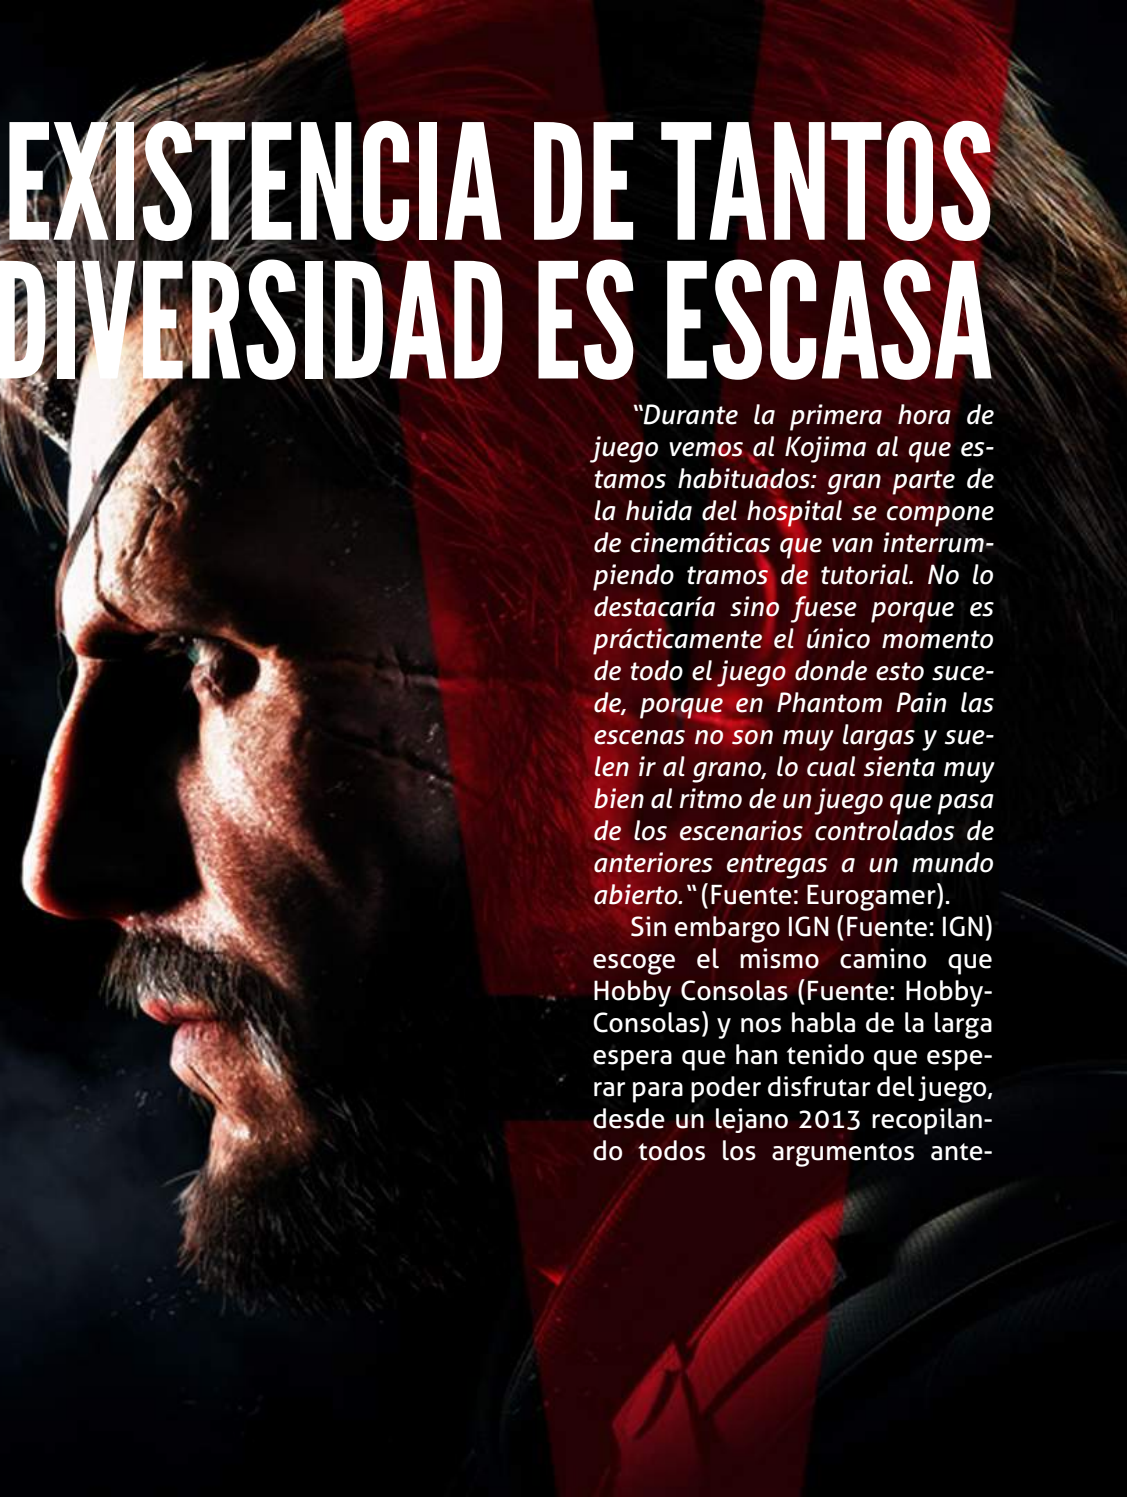 EXISTENCIA DE TANTOS
DIVERSIDAD ES ESCASA
“Durante la primera hora de
juego vemos al Kojima al que es-
tamos habituados: gran parte de
la huida del hospital se compone
de cinemáticas que van interrum-
piendo tramos de tutorial. No lo
destacaría sino fuese porque es
prácticamente el único momento
de todo el juego donde esto suce-
de, porque en Phantom Pain las
escenas no son muy largas y sue-
len ir al grano, lo cual sienta muy
bien al ritmo de un juego que pasa
de los escenarios controlados de
anteriores entregas a un mundo
abierto.“ (Fuente: Eurogamer).
Sin embargo IGN (Fuente: IGN)
escoge el mismo camino que
Hobby Consolas (Fuente: Hobby-
Consolas) y nos habla de la larga
espera que han tenido que espe-
rar para poder disfrutar del juego,
desde un lejano 2013 recopilan-
do todos los argumentos ante-